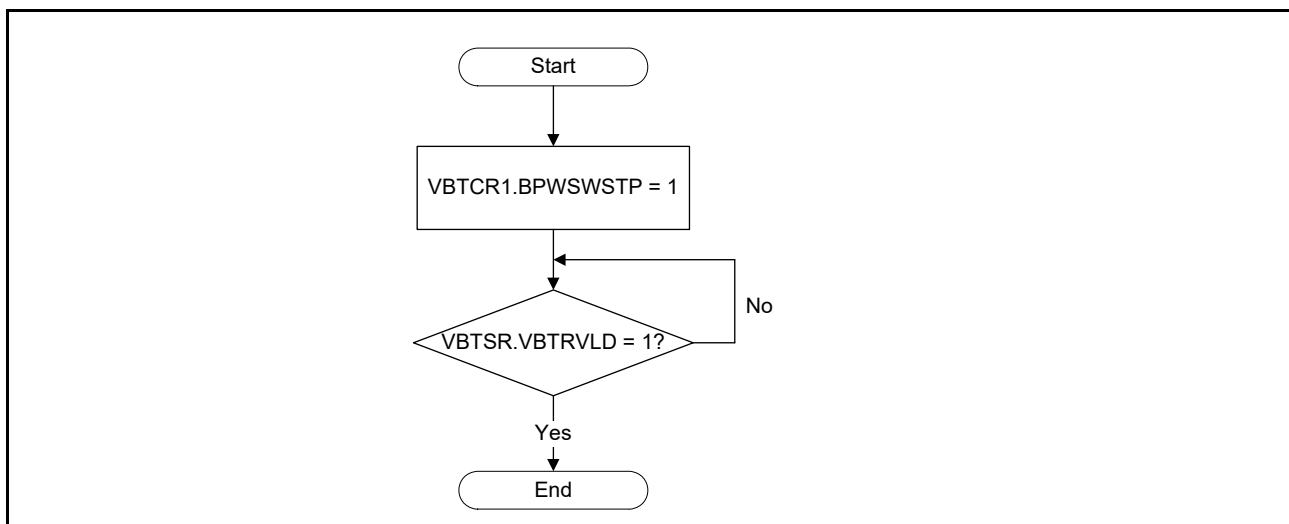 Start
VBTCR1.BPWSWSTP = 1
VBTSR.VBTRVLD = 1?
No
Yes
End